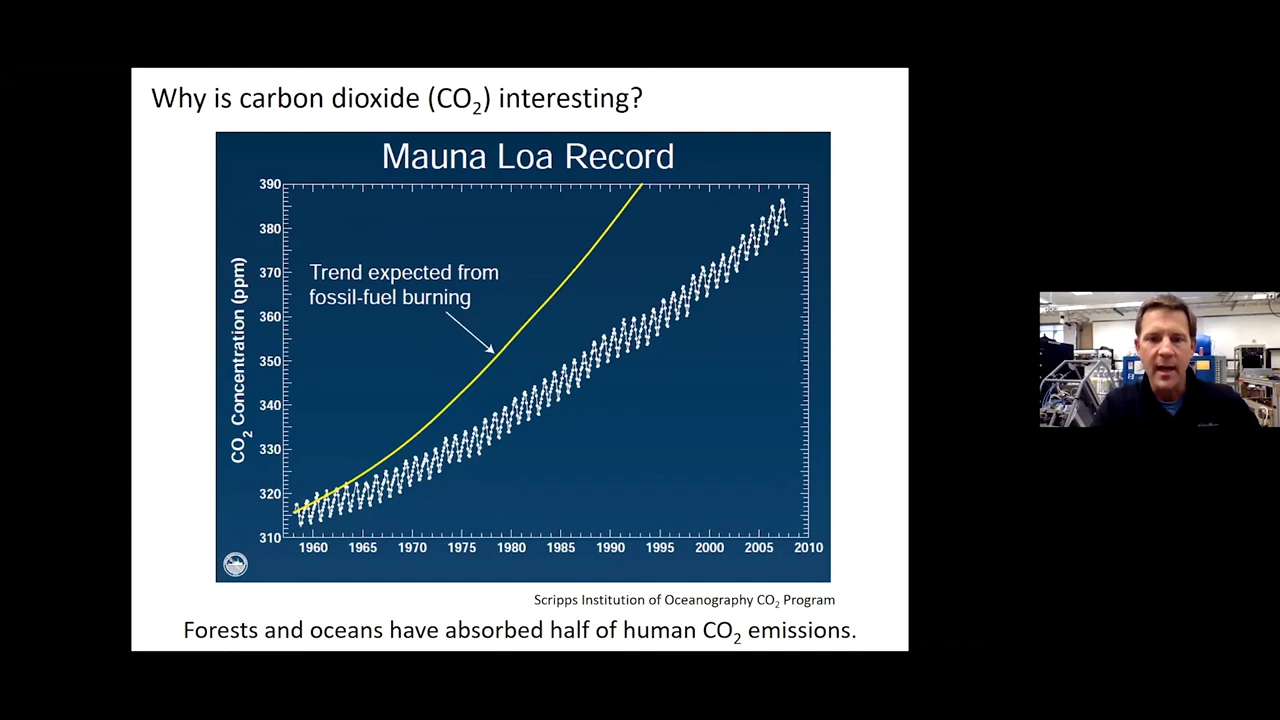 Why is carbon dioxide (CO₂) interesting?
Mauna Loa Record
390
380
370
360
350
340
330
320
310
CO₂ Concentration (ppm)
Trend expected from
fossil-fuel burning
1960 1965 1970 1975 1980 1985 1990 1995 2000 2005 2010
Scripps Institution of Oceanography CO₂ Program
Forests and oceans have absorbed half of human CO₂ emissions.